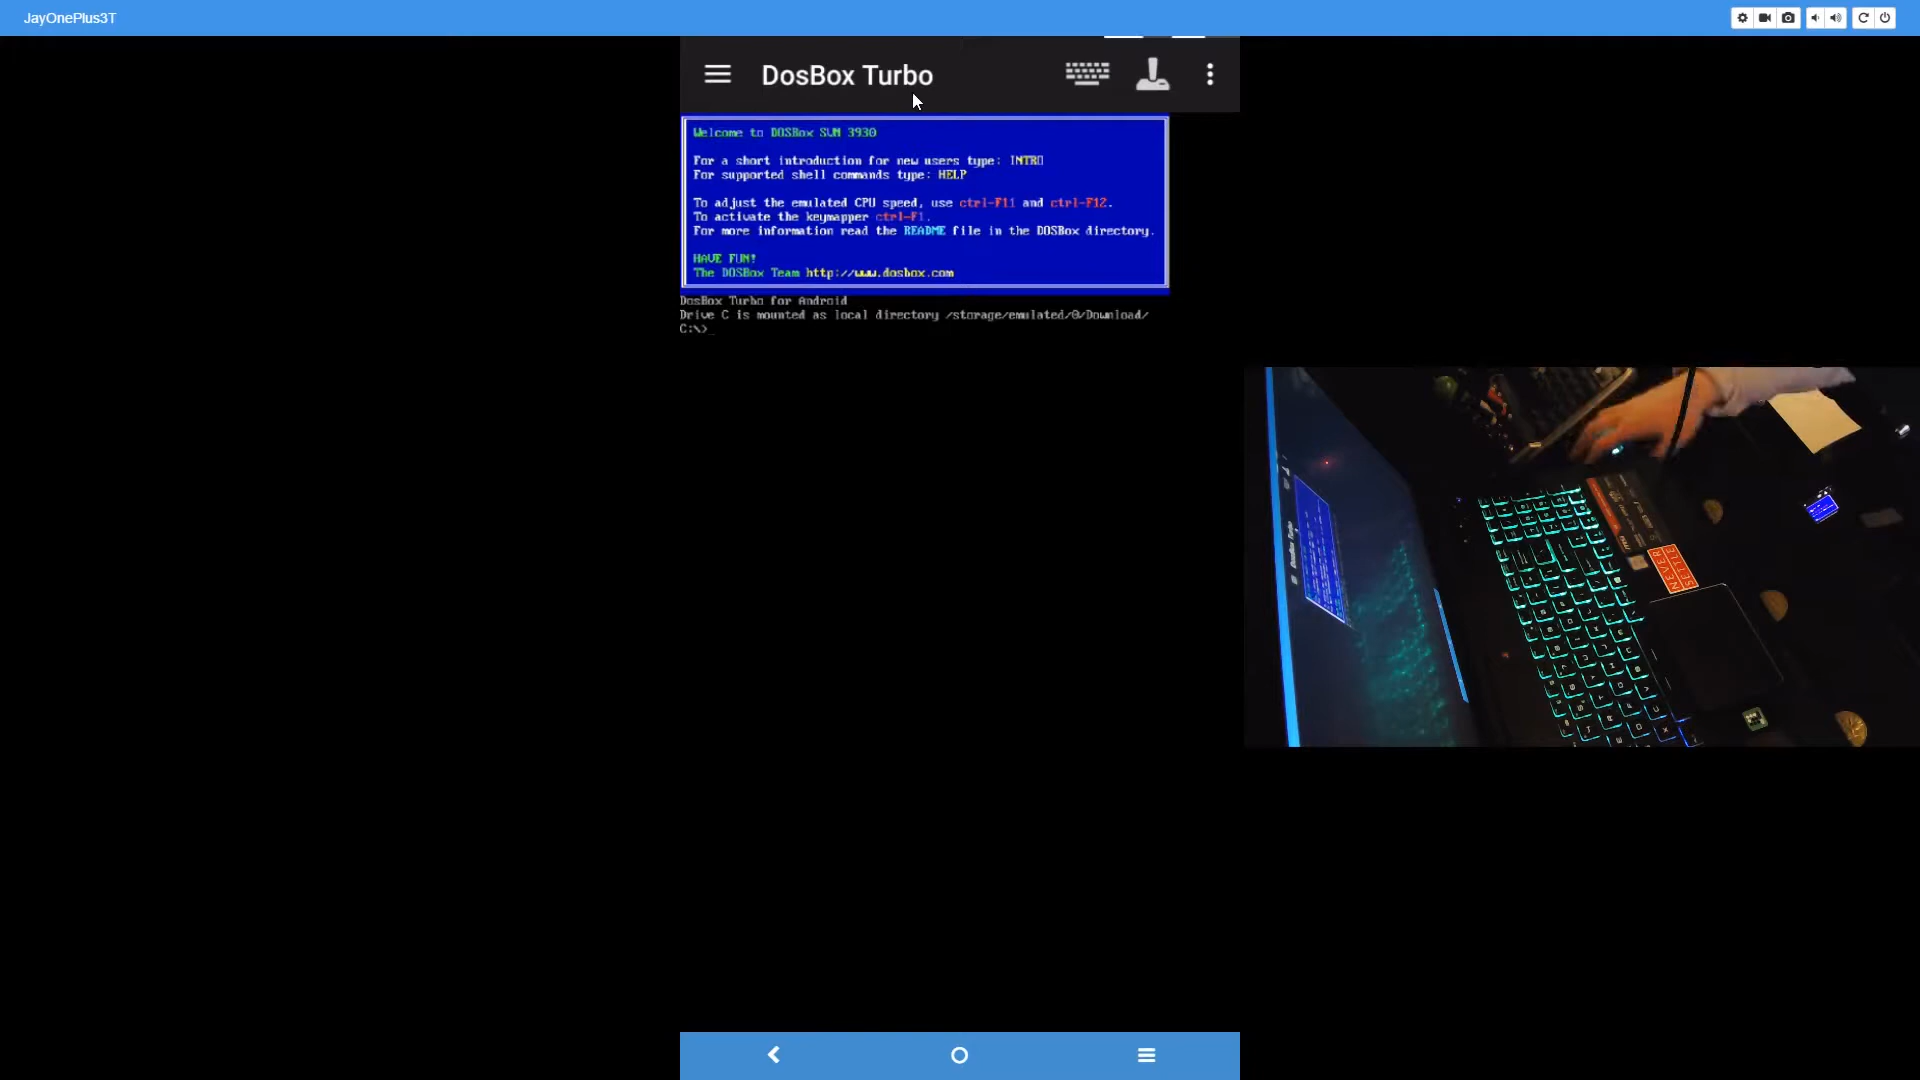 JayOnePlus3T
DosBox Turbo
Welcome to DOSBox SVN 3930
For a short introduction for new users type: INTRO
For supported shell commands type: HELP
To adjust the emulated CPU speed, use ctrl-F11 and ctrl-F12.
To activate the keymapper ctrl-F1.
For more information read the README file in the DOSBox directory.
HAVE FUN!
The DOSBox Team http://www.dosbox.com
DosBox Turbo for Android
Drive C is mounted as local directory /storage/emulated/0/Download/
C:\>_
NEVER
SETTLE